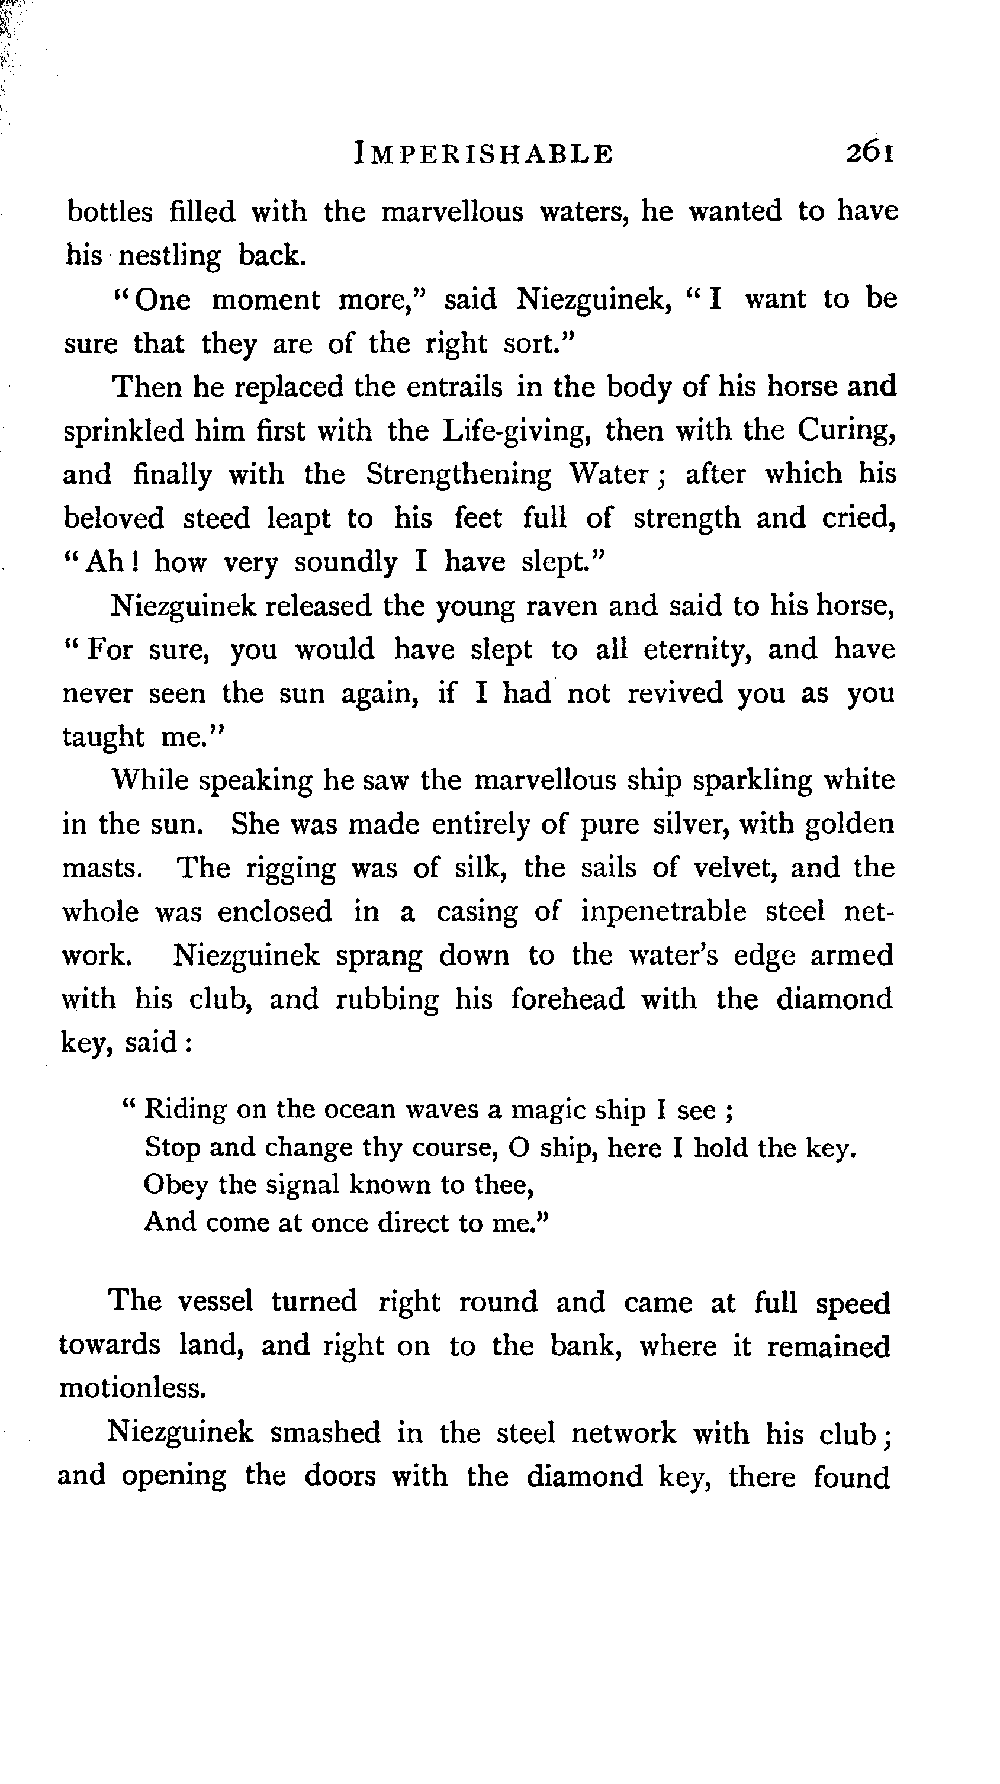 IMPERISHABLE 261
bottles filled with the marvellous waters, he wanted to have
his nestling back.
“One moment more,” said Niezguinek, “I want to be
sure that they are of the right sort.”
Then he replaced the entrails in the body of his horse and
sprinkled him first with the Life-giving, then with the Curing,
and finally with the Strengthening Water; after which his
beloved steed leapt to his feet full of strength and cried,
“Ah! how very soundly I have slept.”
Niezguinek released the young raven and said to his horse,
“For sure, you would have slept to all eternity, and have
never seen the sun again, if I had not revived you as you
taught me.”
While speaking he saw the marvellous ship sparkling white
in the sun. She was made entirely of pure silver, with golden
masts. The rigging was of silk, the sails of velvet, and the
whole was enclosed in a casing of inpenetrable steel net-
work. Niezguinek sprang down to the water’s edge armed
with his club, and rubbing his forehead with the diamond
key, said:
“Riding on the ocean waves a magic ship I see;
Stop and change thy course, O ship, here I hold the key.
Obey the signal known to thee,
And come at once direct to me.”
The vessel turned right round and came at full speed
towards land, and right on to the bank, where it remained
motionless.
Niezguinek smashed in the steel network with his club;
and opening the doors with the diamond key, there found